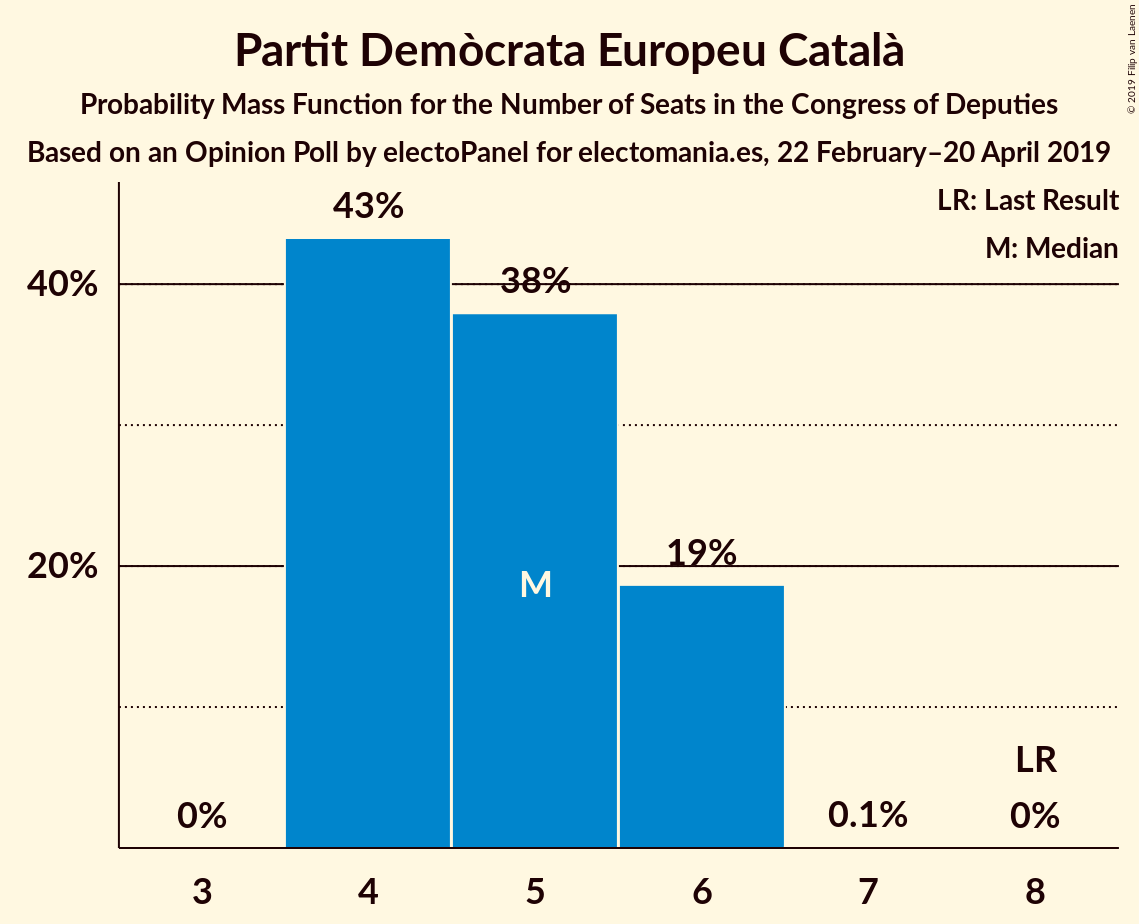 Partit Demòcrata Europeu Català
Probability Mass Function for the Number of Seats in the Congress of Deputies
Based on an Opinion Poll by electoPanel for electomania.es, 22 February–20 April 2019
© 2019 Filip van Laenen
LR: Last Result
M: Median
43%
40%
38%
20%
19%
M
LR
0%
0.1%
0%
3
4
5
6
7
8